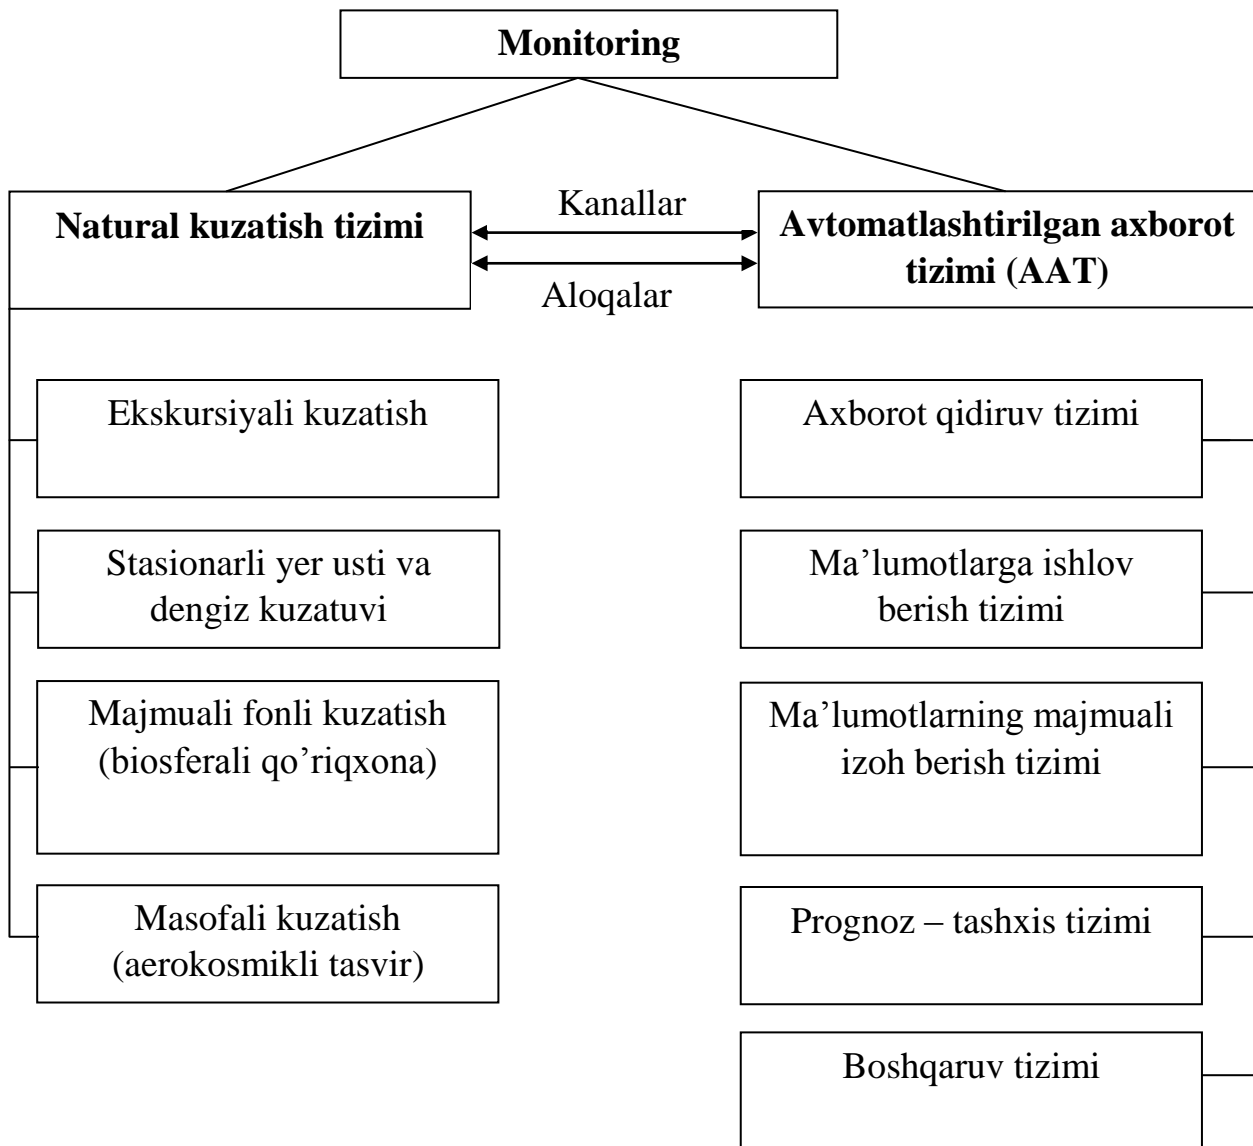 Monitoring
Natural kuzatish tizimi
Kanallar
Aloqalar
Avtomatlashtirilgan axborot
tizimi (AAT)
Ekskursiyali kuzatish
Stasionarli yer usti va
dengiz kuzatuvi
Majmuali fonli kuzatish
(biosferali qo’riqxona)
Masofali kuzatish
(aerokosmikli tasvir)
Axborot qidiruv tizimi
Ma’lumotlarga ishlov
berish tizimi
Ma’lumotlarning majmuali
izoh berish tizimi
Prognoz – tashxis tizimi
Boshqaruv tizimi